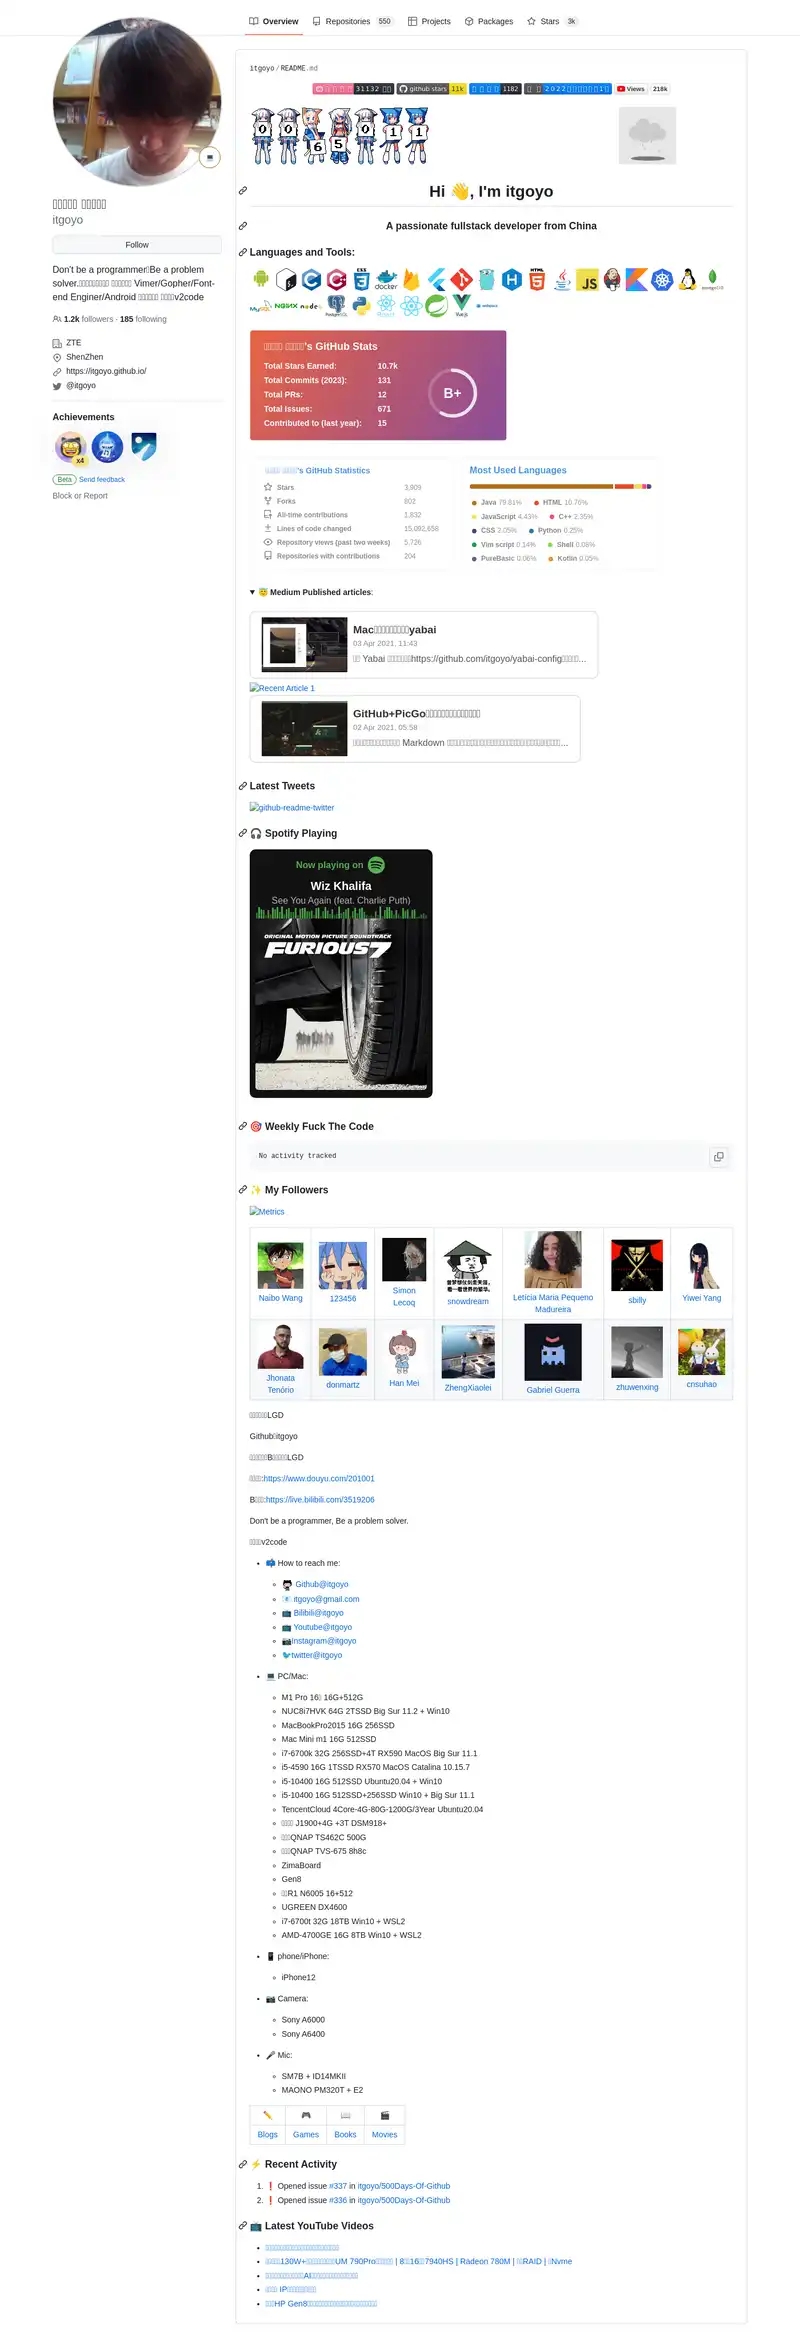 Overview
Repositories 550
Projects
Packages
Stars 3k
itgoyo
Follow
Don't be a programmer Be a problem
solver. Vimer/Gopher/Font-
end Enginer/Android v2code
1.2k followers · 185 following
ZTE
ShenZhen
https://itgoyo.github.io/
@itgoyo
Achievements
x4
Beta Send feedback
Block or Report
itgoyo / README.md
31132
github stars 11k
1182
2022
Views 218k
0 0 6 5 0 1 1
Hi 👋, I'm itgoyo
A passionate fullstack developer from China
Languages and Tools:
's GitHub Stats
Total Stars Earned: 10.7k
Total Commits (2023): 131
Total PRs: 12
Total Issues: 671
Contributed to (last year): 15
B+
's GitHub Statistics
Stars 3,909
Forks 802
All-time contributions 1,832
Lines of code changed 15,092,658
Repository views (past two weeks) 5,726
Repositories with contributions 204
Most Used Languages
Java 79.81% HTML 10.76%
JavaScript 4.43% C++ 2.35%
CSS 2.05% Python 0.25%
Vim script 0.14% Shell 0.08%
PureBasic 0.06% Kotlin 0.05%
▼ 😇 Medium Published articles:
Mac yabai
03 Apr 2021, 11:43
Yabai https://github.com/itgoyo/yabai-config ...
Recent Article 1
GitHub+PicGo
02 Apr 2021, 05:58
Markdown ...
Latest Tweets
github-readme-twitter
🎧 Spotify Playing
Now playing on
Wiz Khalifa
See You Again (feat. Charlie Puth)
ORIGINAL MOTION PICTURE SOUNDTRACK
FURIOUS 7
🎯 Weekly Fuck The Code
No activity tracked
✨ My Followers
Metrics
Naibo Wang
123456
Simon
Lecoq
snowdream
Letícia Maria Pequeno
Madureira
sbilly
Yiwei Yang
Jhonata
Tenório
donmartz
Han Mei
ZhengXiaolei
Gabriel Guerra
zhuwenxing
cnsuhao
LGD
Github itgoyo
B LGD
:https://www.douyu.com/201001
B :https://live.bilibili.com/3519206
Don't be a programmer, Be a problem solver.
v2code
📫 How to reach me:
Github@itgoyo
📧 itgoyo@gmail.com
📺 Bilibili@itgoyo
📺 Youtube@itgoyo
📷Instagram@itgoyo
🐦twitter@itgoyo
💻 PC/Mac:
M1 Pro 16 16G+512G
NUC8i7HVK 64G 2TSSD Big Sur 11.2 + Win10
MacBookPro2015 16G 256SSD
Mac Mini m1 16G 512SSD
i7-6700k 32G 256SSD+4T RX590 MacOS Big Sur 11.1
i5-4590 16G 1TSSD RX570 MacOS Catalina 10.15.7
i5-10400 16G 512SSD Ubuntu20.04 + Win10
i5-10400 16G 512SSD+256SSD Win10 + Big Sur 11.1
TencentCloud 4Core-4G-80G-1200G/3Year Ubuntu20.04
J1900+4G +3T DSM918+
QNAP TS462C 500G
QNAP TVS-675 8h8c
ZimaBoard
Gen8
R1 N6005 16+512
UGREEN DX4600
i7-6700t 32G 18TB Win10 + WSL2
AMD-4700GE 16G 8TB Win10 + WSL2
📱 phone/iPhone:
iPhone12
📷 Camera:
Sony A6000
Sony A6400
🎤 Mic:
SM7B + ID14MKII
MAONO PM320T + E2
✏️ 🎮 📖 🎬
Blogs Games Books Movies
⚡ Recent Activity
1. ❗ Opened issue #337 in itgoyo/500Days-Of-Github
2. ❗ Opened issue #336 in itgoyo/500Days-Of-Github
📺 Latest YouTube Videos
130W+ UM 790Pro | 8 16 7940HS | Radeon 780M | RAID | Nvme
AI
IP
HP Gen8